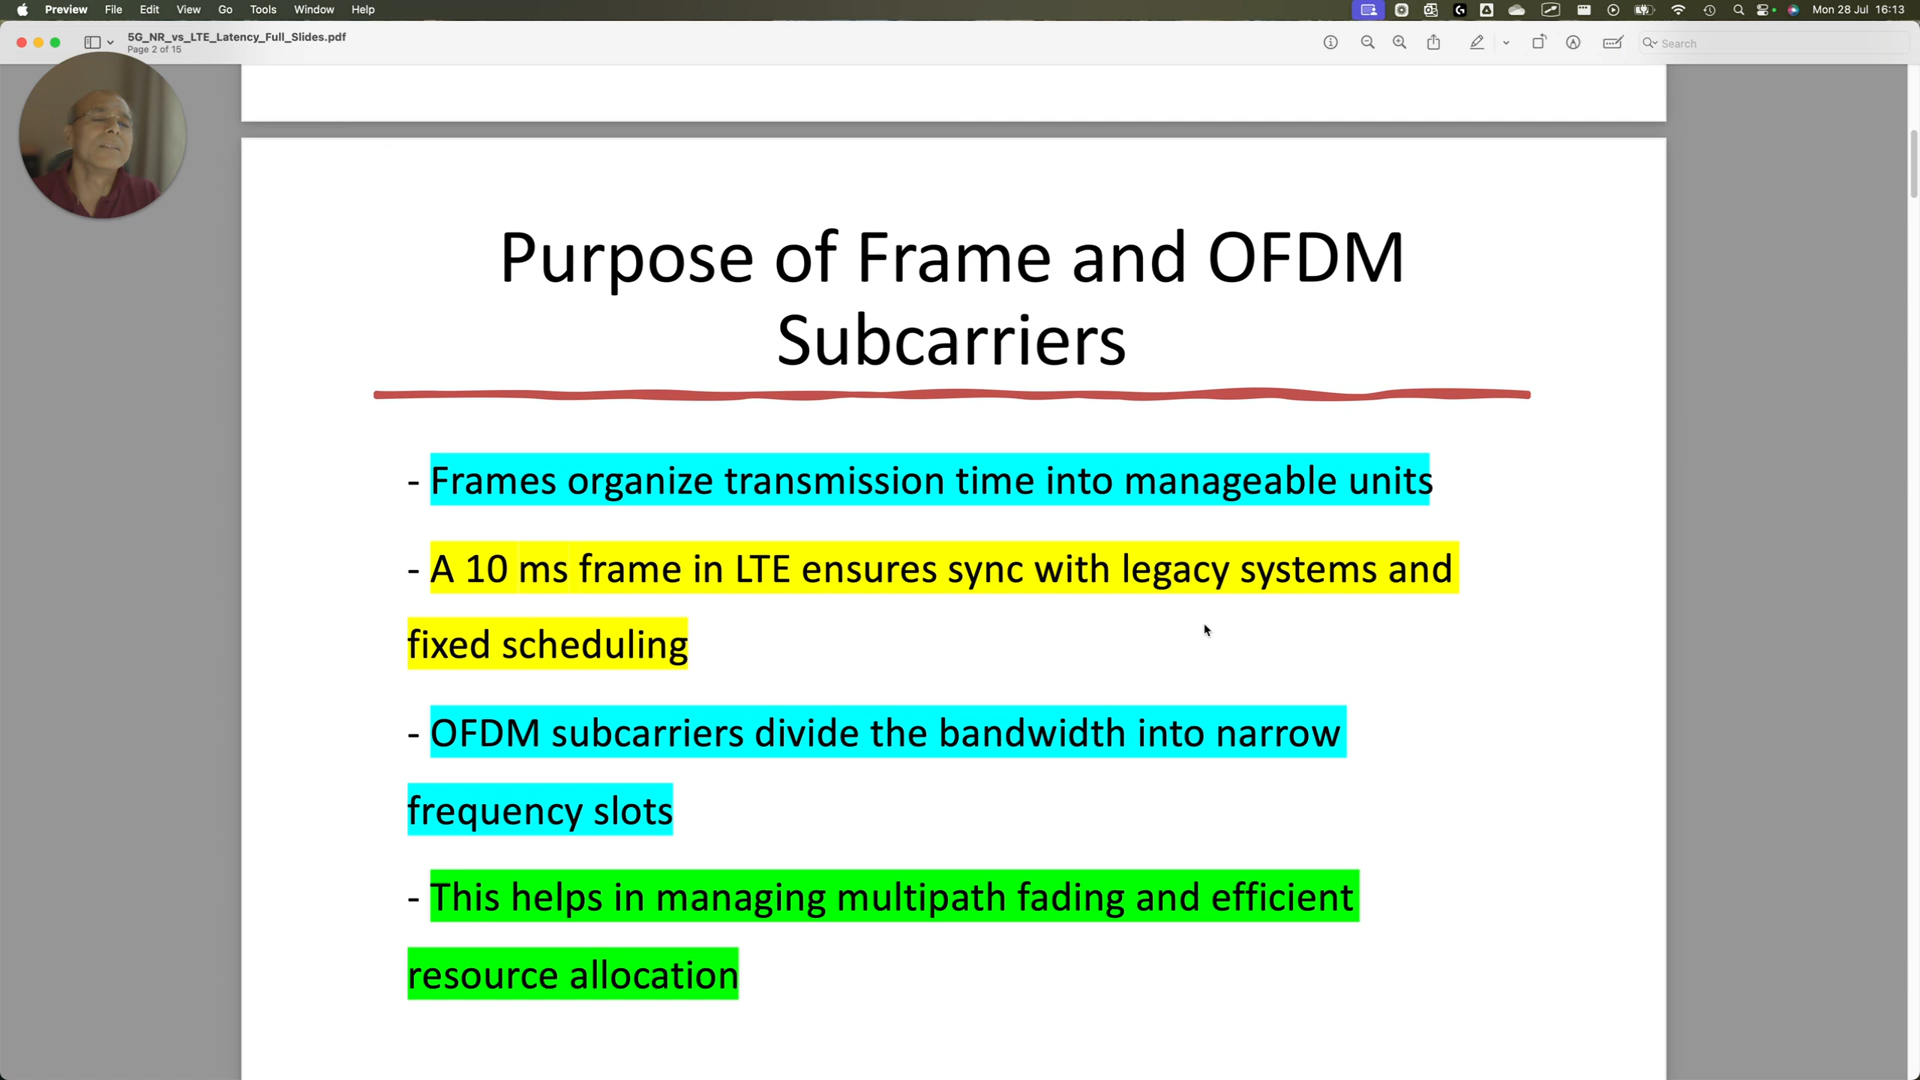 Preview File Edit View Go Tools Window Help Mon 28 Jul 16:13
5G_NR_vs_LTE_Latency_Full_Slides.pdf
Page 2 of 15
Search
Purpose of Frame and OFDM
Subcarriers
- Frames organize transmission time into manageable units
- A 10 ms frame in LTE ensures sync with legacy systems and
fixed scheduling
- OFDM subcarriers divide the bandwidth into narrow
frequency slots
- This helps in managing multipath fading and efficient
resource allocation